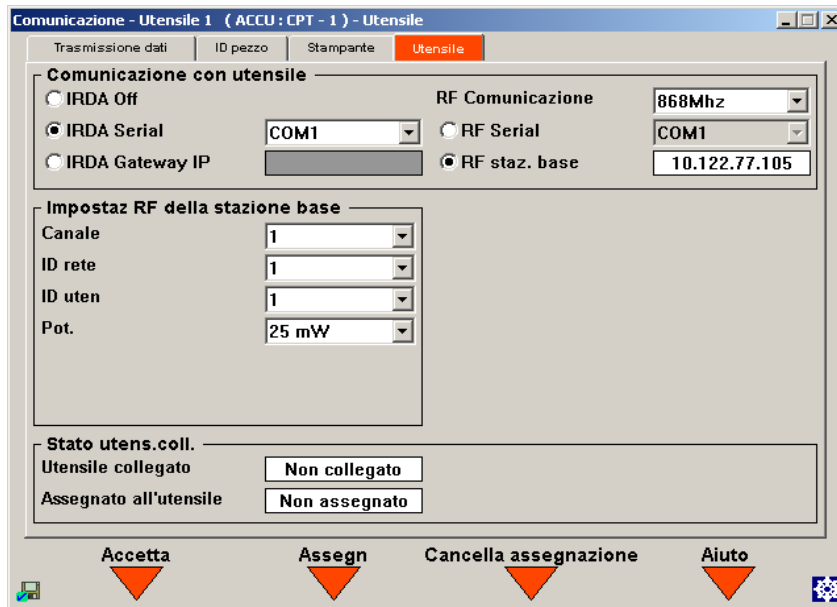 Comunicazione - Utensile 1 ( ACCU : CPT - 1 ) - Utensile
Trasmissione dati ID pezzo Stampante Utensile
Comunicazione con utensile
IRDA Off RF Comunicazione 868Mhz
IRDA Serial COM1 RF Serial COM1
IRDA Gateway IP RF staz. base 10.122.77.105
Impostaz RF della stazione base
Canale 1
ID rete 1
ID uten 1
Pot. 25 mW
Stato utens.coll.
Utensile collegato Non collegato
Assegnato all'utensile Non assegnato
Accetta Assegn Cancella assegnazione Aiuto